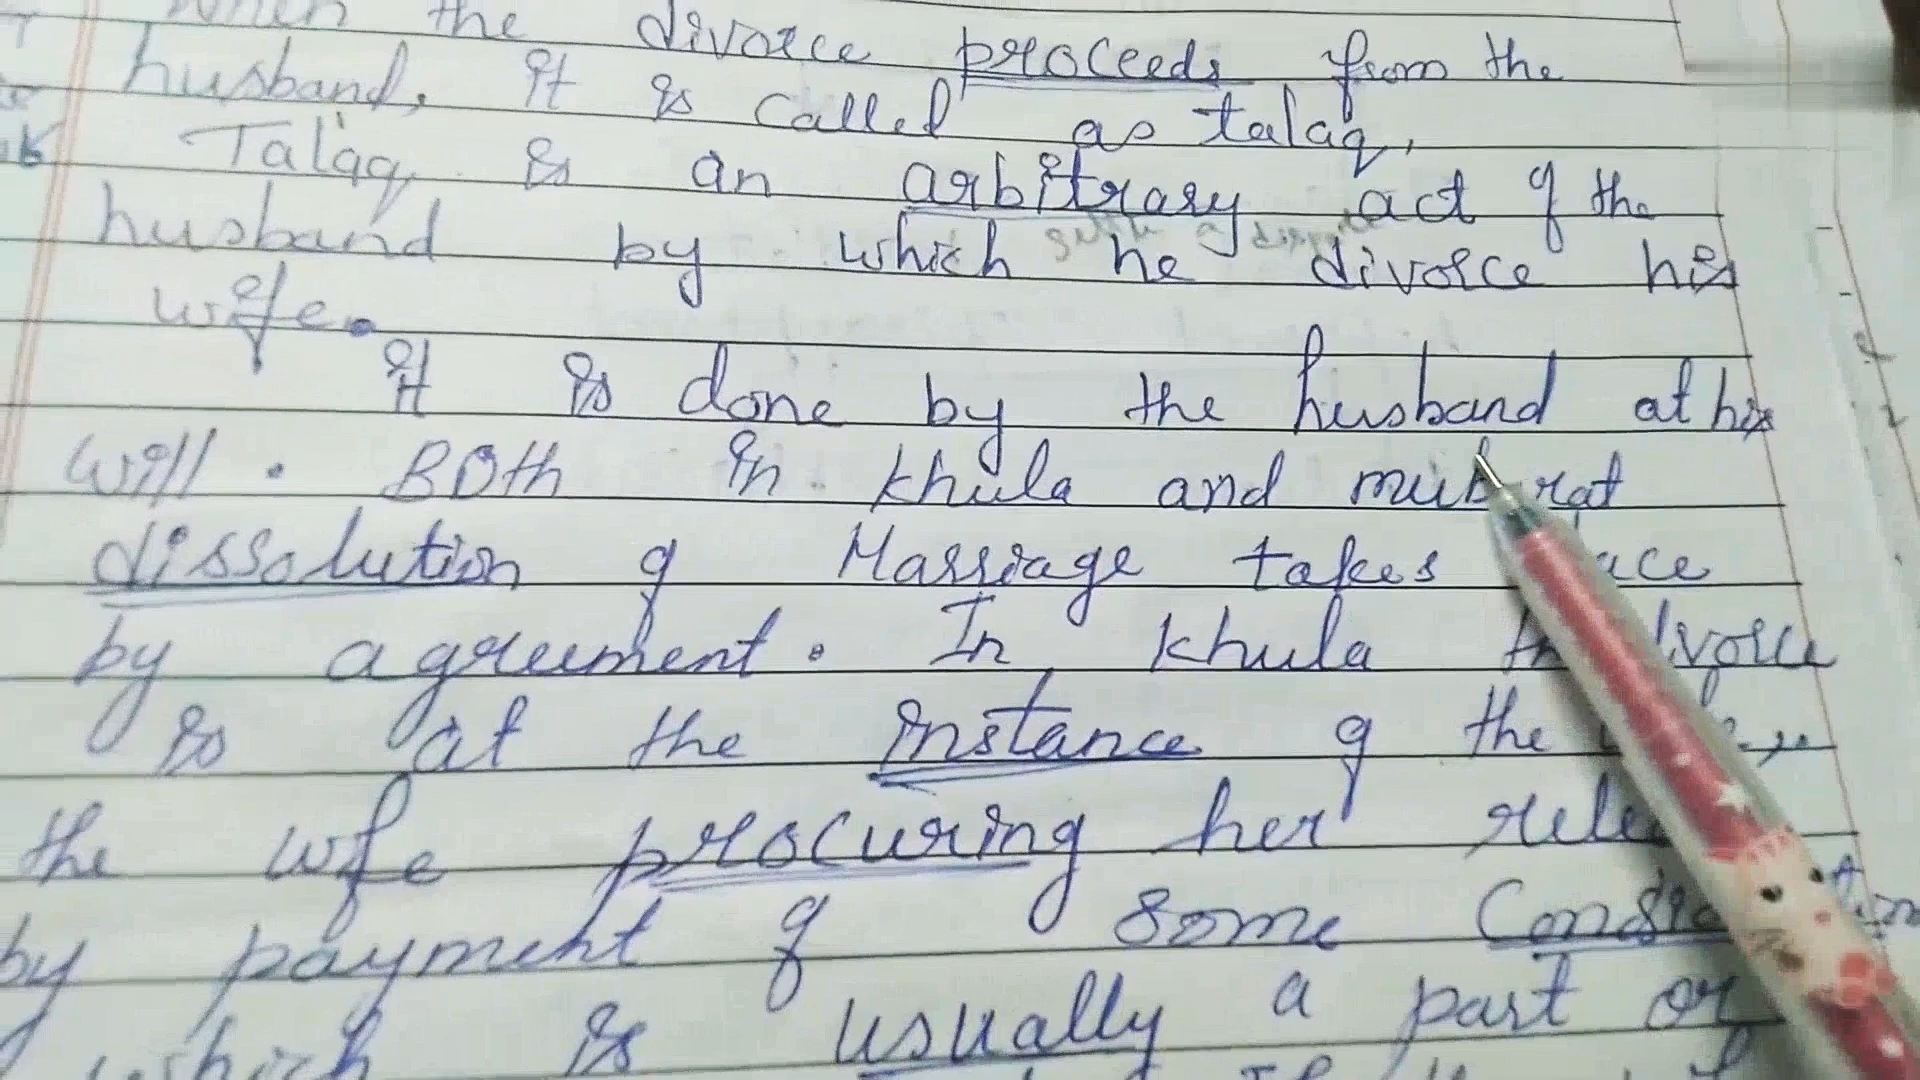 when the divorce proceeds from the
husband, it is called as talaq,
Talaq is an arbitrary act of the
husband by which he divorce his
wife.
it is done by the husband at his
will. Both in khula and mubrat
dissolution of Marriage takes
by agreement. In khula divorce
is at the instance of the
the wife procuring her
by payment of some
which is usually a part or